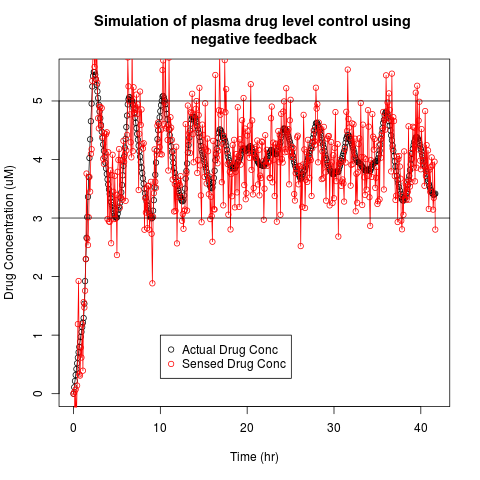 Simulation of plasma drug level control using
negative feedback
Drug Concentration (uM)
5
4
3
2
1
0
Actual Drug Conc
Sensed Drug Conc
0 10 20 30 40
Time (hr)